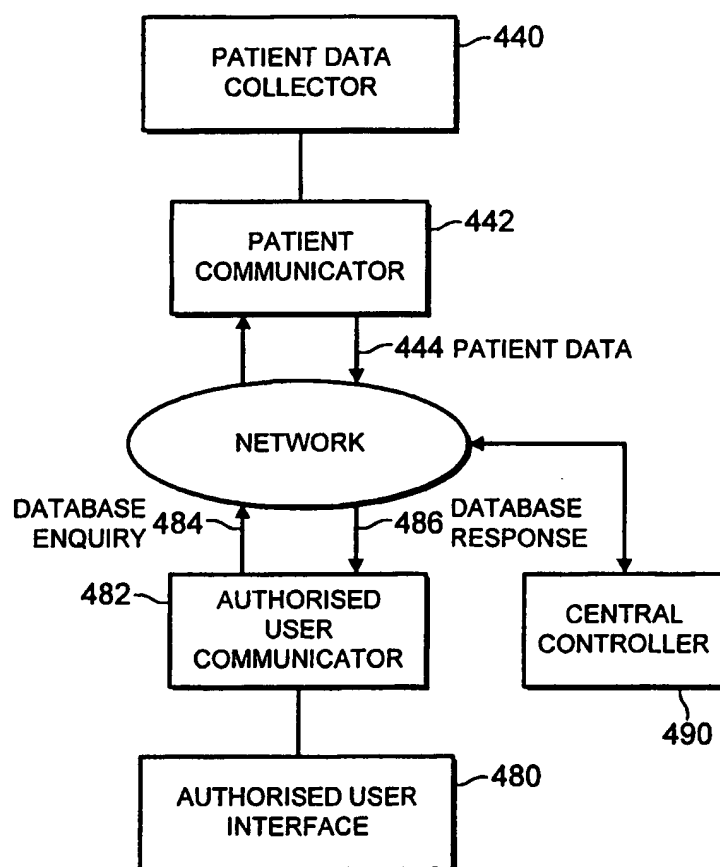 PATIENT DATA
COLLECTOR
440
PATIENT
COMMUNICATOR
442
444 PATIENT DATA
NETWORK
DATABASE
ENQUIRY
484
486
DATABASE
RESPONSE
482
AUTHORISED
USER
COMMUNICATOR
CENTRAL
CONTROLLER
490
480
AUTHORISED USER
INTERFACE